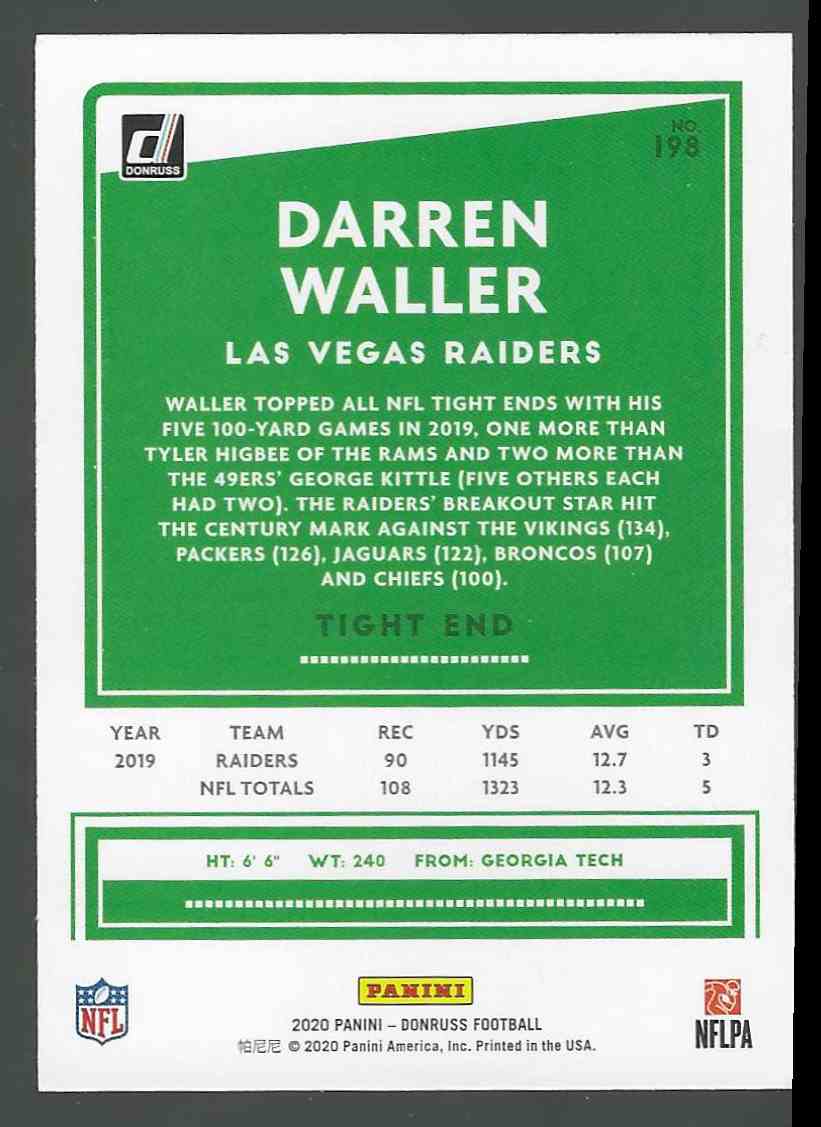 DONRUSS
NO.
198
DARREN
WALLER
LAS VEGAS RAIDERS
WALLER TOPPED ALL NFL TIGHT ENDS WITH HIS
FIVE 100-YARD GAMES IN 2019, ONE MORE THAN
TYLER HIGBEE OF THE RAMS AND TWO MORE THAN
THE 49ERS' GEORGE KITTLE (FIVE OTHERS EACH
HAD TWO). THE RAIDERS' BREAKOUT STAR HIT
THE CENTURY MARK AGAINST THE VIKINGS (134),
PACKERS (126), JAGUARS (122), BRONCOS (107)
AND CHIEFS (100).
TIGHT END
YEAR TEAM REC YDS AVG TD
2019 RAIDERS 90 1145 12.7 3
NFL TOTALS 108 1323 12.3 5
HT: 6' 6" WT: 240 FROM: GEORGIA TECH
NFL
PANINI
2020 PANINI – DONRUSS FOOTBALL
帕尼尼 © 2020 Panini America, Inc. Printed in the USA.
NFLPA